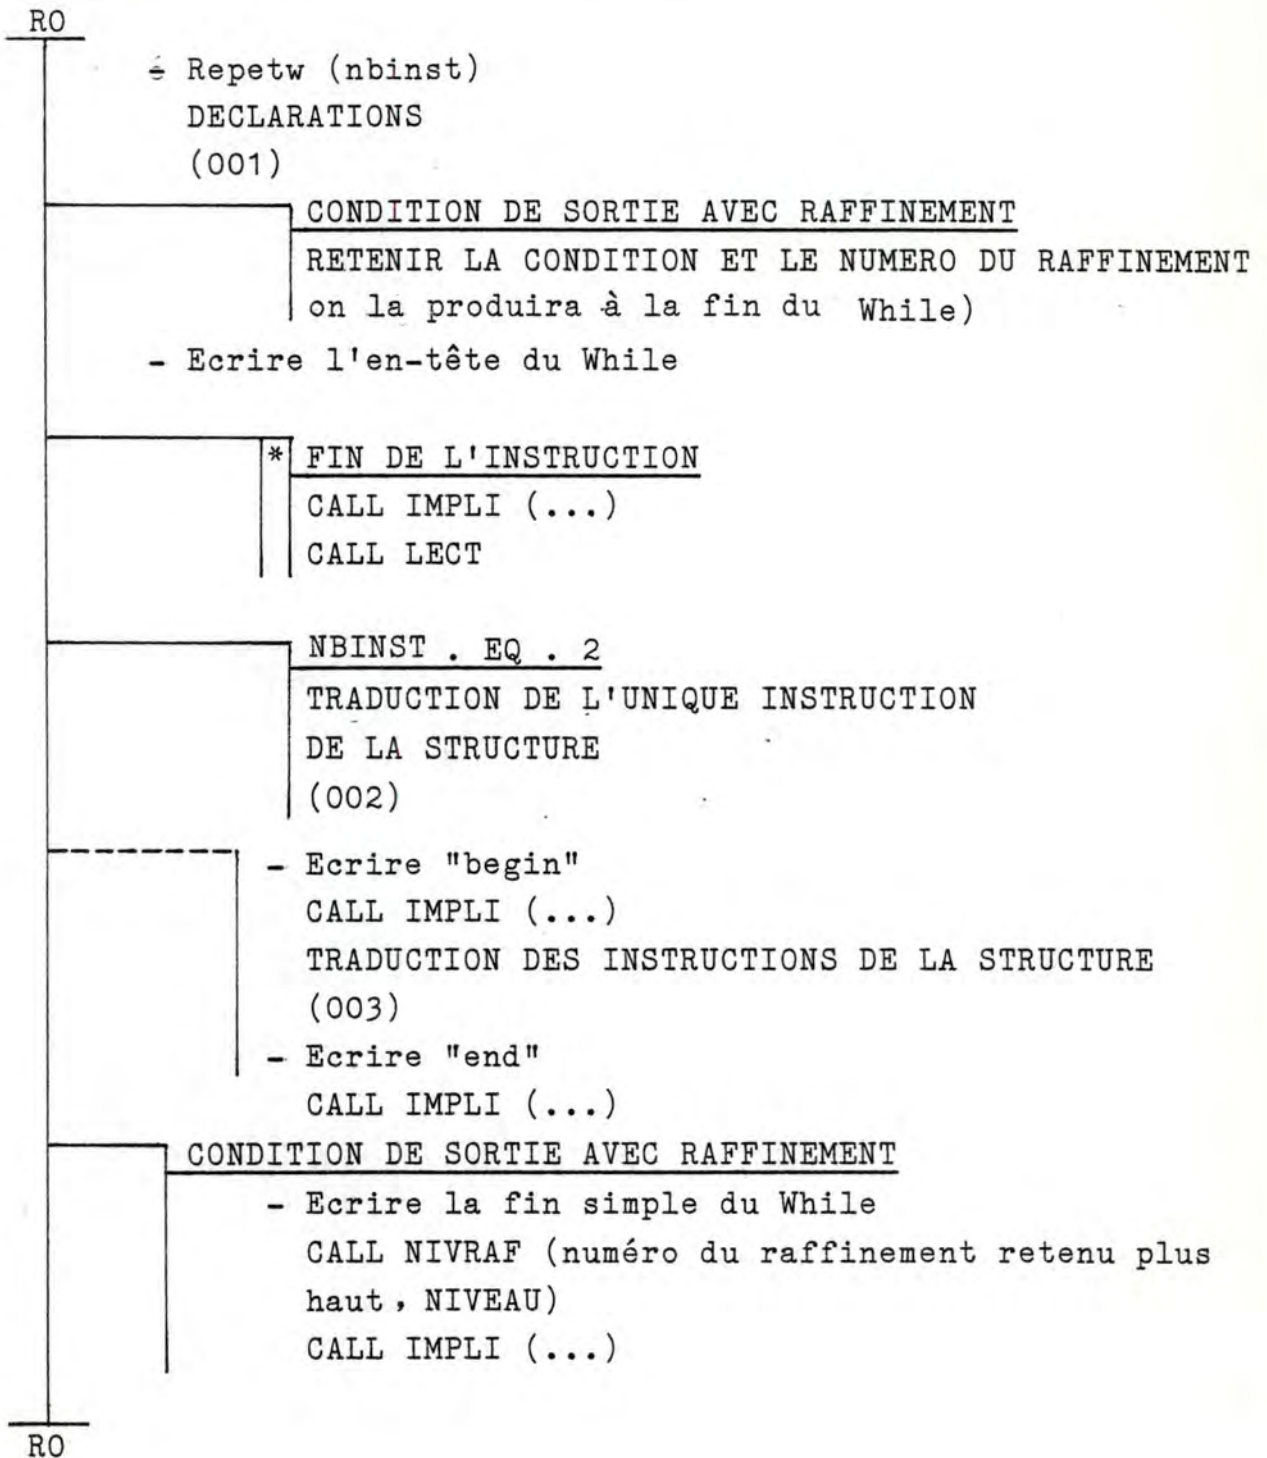 RO
- Repetw (nbinst)
DECLARATIONS
(001)
CONDITION DE SORTIE AVEC RAFFINEMENT
RETENIR LA CONDITION ET LE NUMERO DU RAFFINEMENT
on la produira à la fin du While)
- Ecrire l'en-tête du While
* FIN DE L'INSTRUCTION
CALL IMPLI (...)
CALL LECT
NBINST . EQ . 2
TRADUCTION DE L'UNIQUE INSTRUCTION
DE LA STRUCTURE
(002)
- Ecrire "begin"
CALL IMPLI (...)
TRADUCTION DES INSTRUCTIONS DE LA STRUCTURE
(003)
- Ecrire "end"
CALL IMPLI (...)
CONDITION DE SORTIE AVEC RAFFINEMENT
- Ecrire la fin simple du While
CALL NIVRAF (numéro du raffinement retenu plus
haut, NIVEAU)
CALL IMPLI (...)
RO